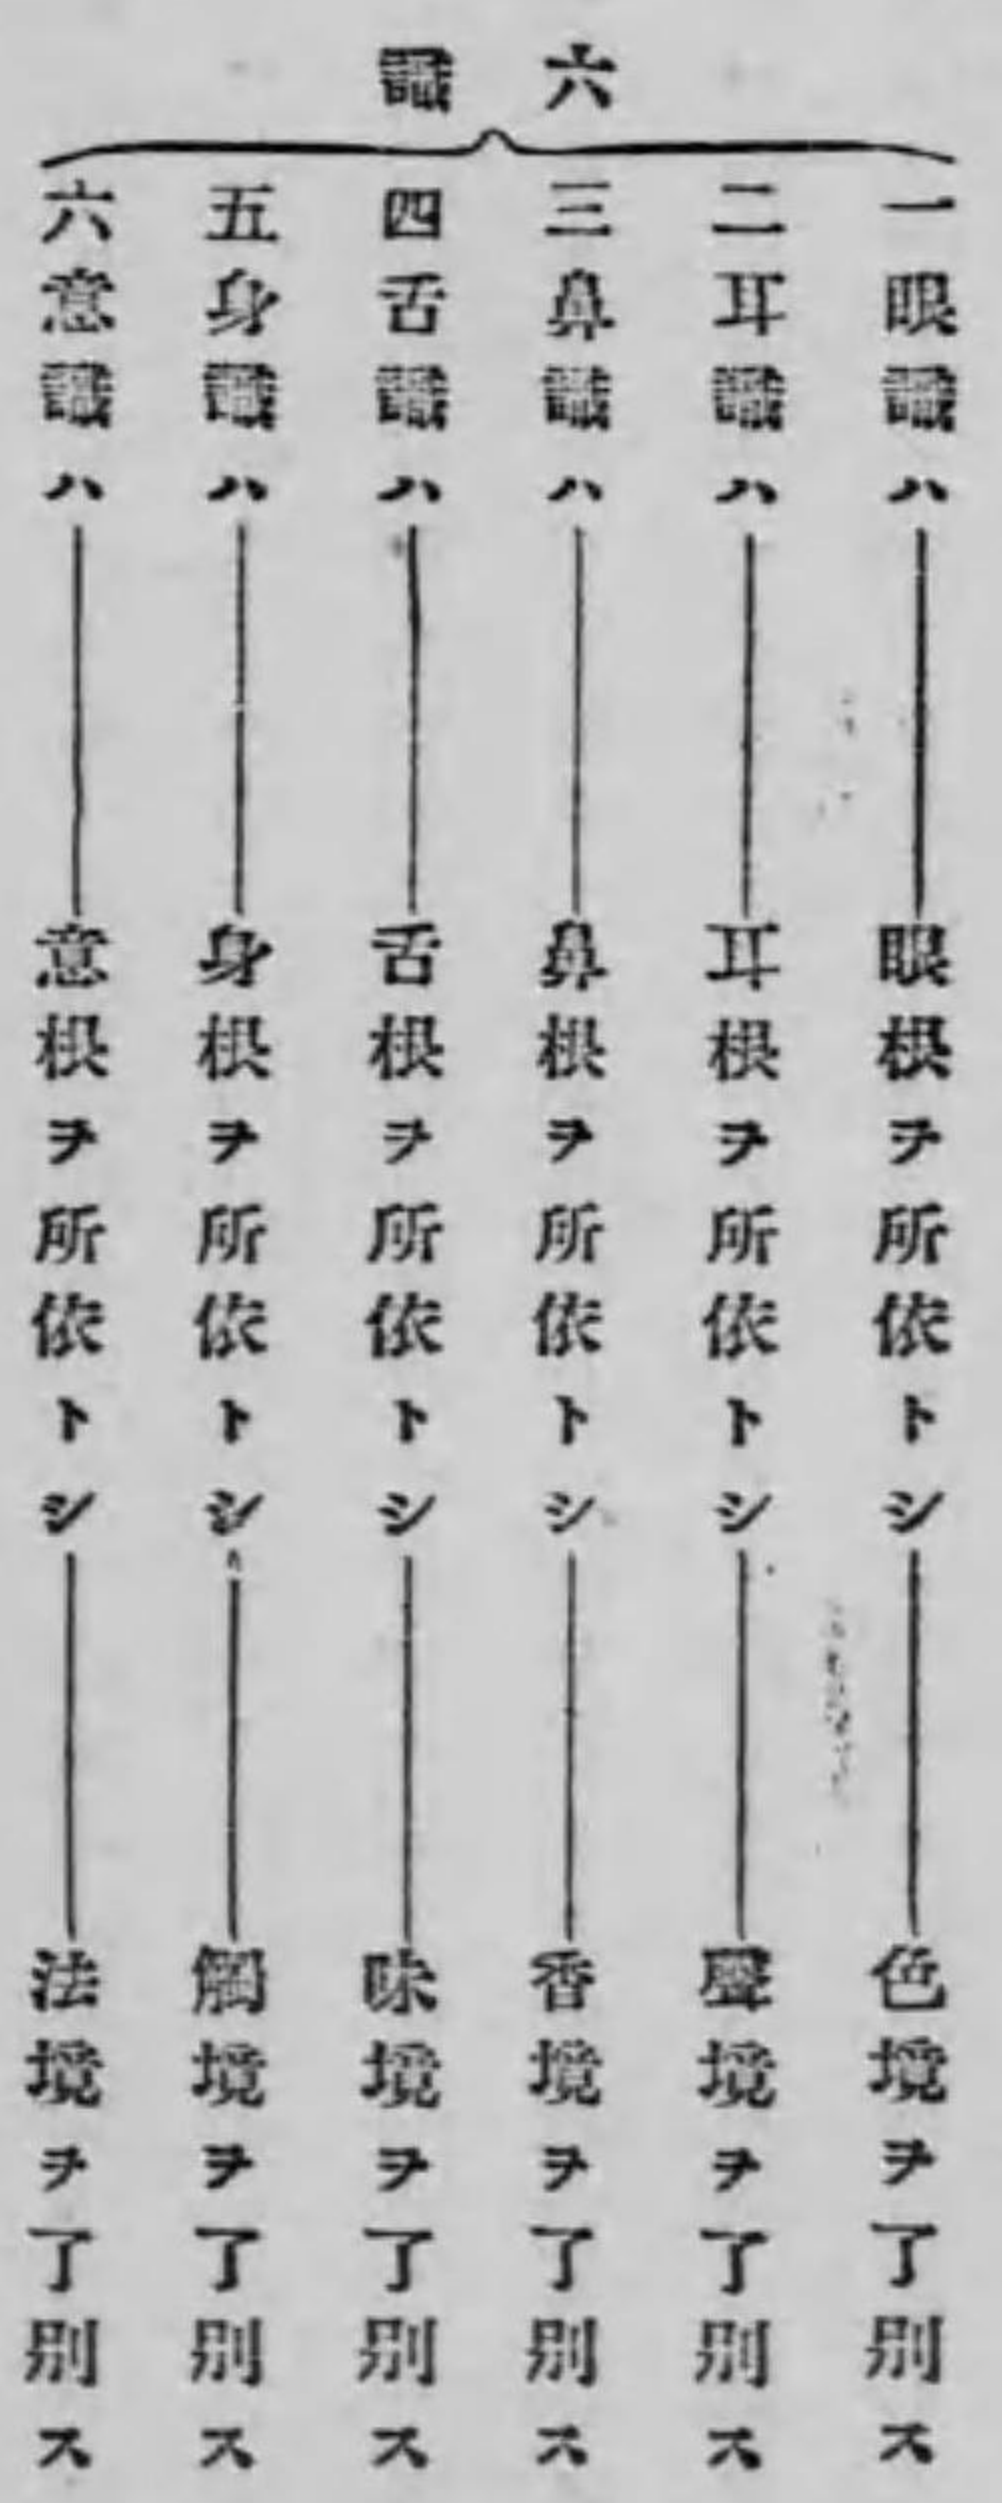 六識
一眼識ハ眼根ヲ所依トシ色境ヲ了別ス
二耳識ハ耳根ヲ所依トシ聲境ヲ了別ス
三鼻識ハ鼻根ヲ所依トシ香境ヲ了別ス
四舌識ハ舌根ヲ所依トシ味境ヲ了別ス
五身識ハ身根ヲ所依トシ觸境ヲ了別ス
六意識ハ意根ヲ所依トシ法境ヲ了別ス